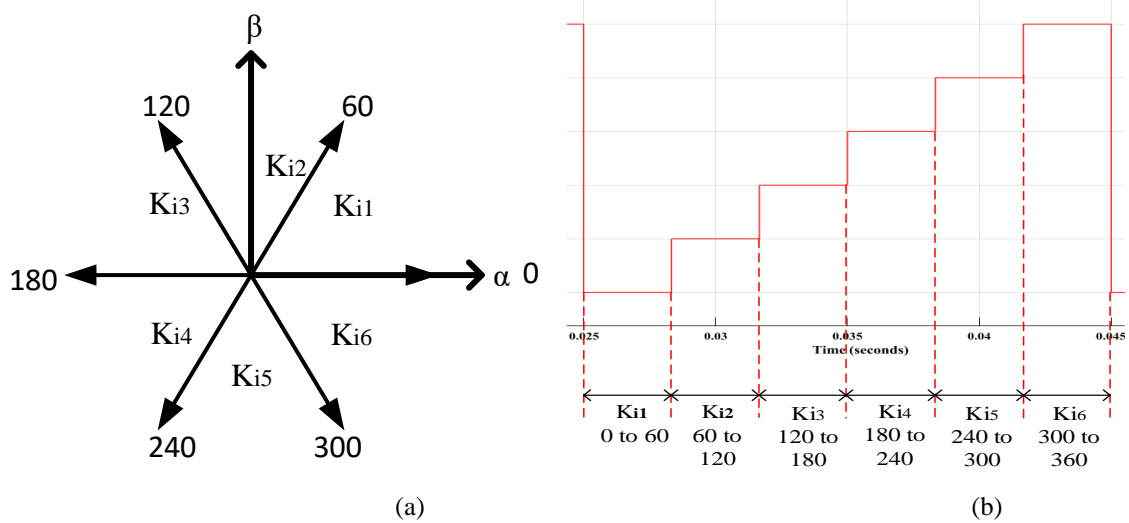 β
120
60
Ki2
Ki3
Ki1
180
α 0
Ki4
Ki6
Ki5
240
300
(a)
0.025
0.03
0.035
0.04
0.045
Time (seconds)
Ki1
0 to 60
Ki2
60 to
120
Ki3
120 to
180
Ki4
180 to
240
Ki5
240 to
300
Ki6
300 to
360
(b)